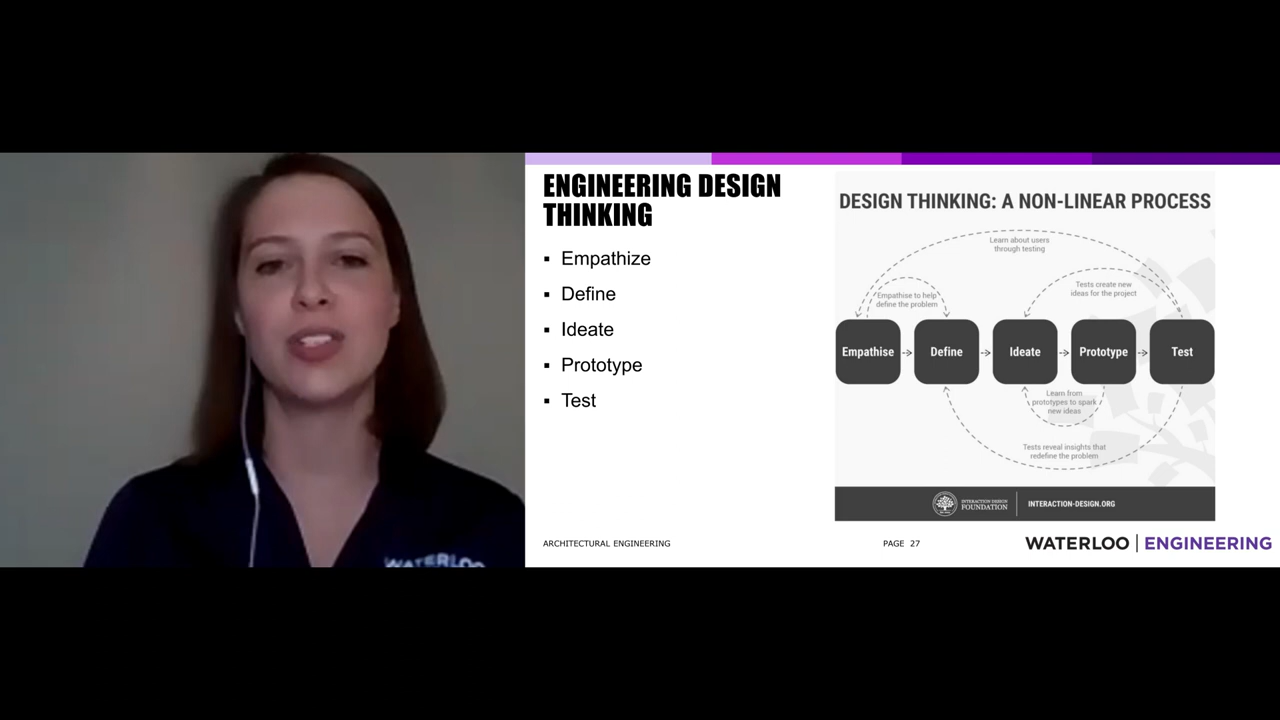 ENGINEERING DESIGN
THINKING
▪ Empathize
▪ Define
▪ Ideate
▪ Prototype
▪ Test
DESIGN THINKING: A NON-LINEAR PROCESS
Learn about users
through testing
Empathise to help
define the problem
Tests create new
ideas for the project
Empathise
Define
Ideate
Prototype
Test
Learn from
prototypes to spark
new ideas
Tests reveal insights that
redefine the problem
INTERACTION DESIGN
FOUNDATION
INTERACTION-DESIGN.ORG
ARCHITECTURAL ENGINEERING
PAGE 27
WATERLOO | ENGINEERING
WATERLOO